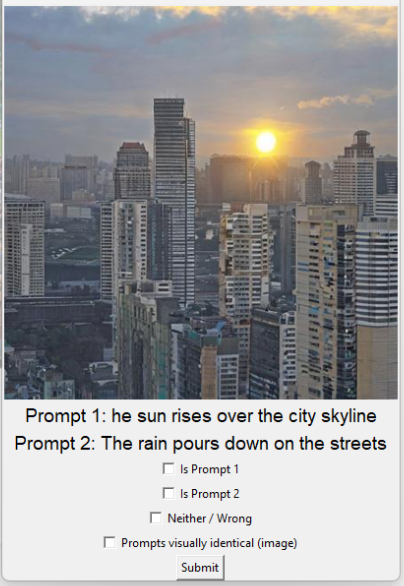 Prompt 1: he sun rises over the city skyline
Prompt 2: The rain pours down on the streets
Is Prompt 1
Is Prompt 2
Neither / Wrong
Prompts visually identical (image)
Submit